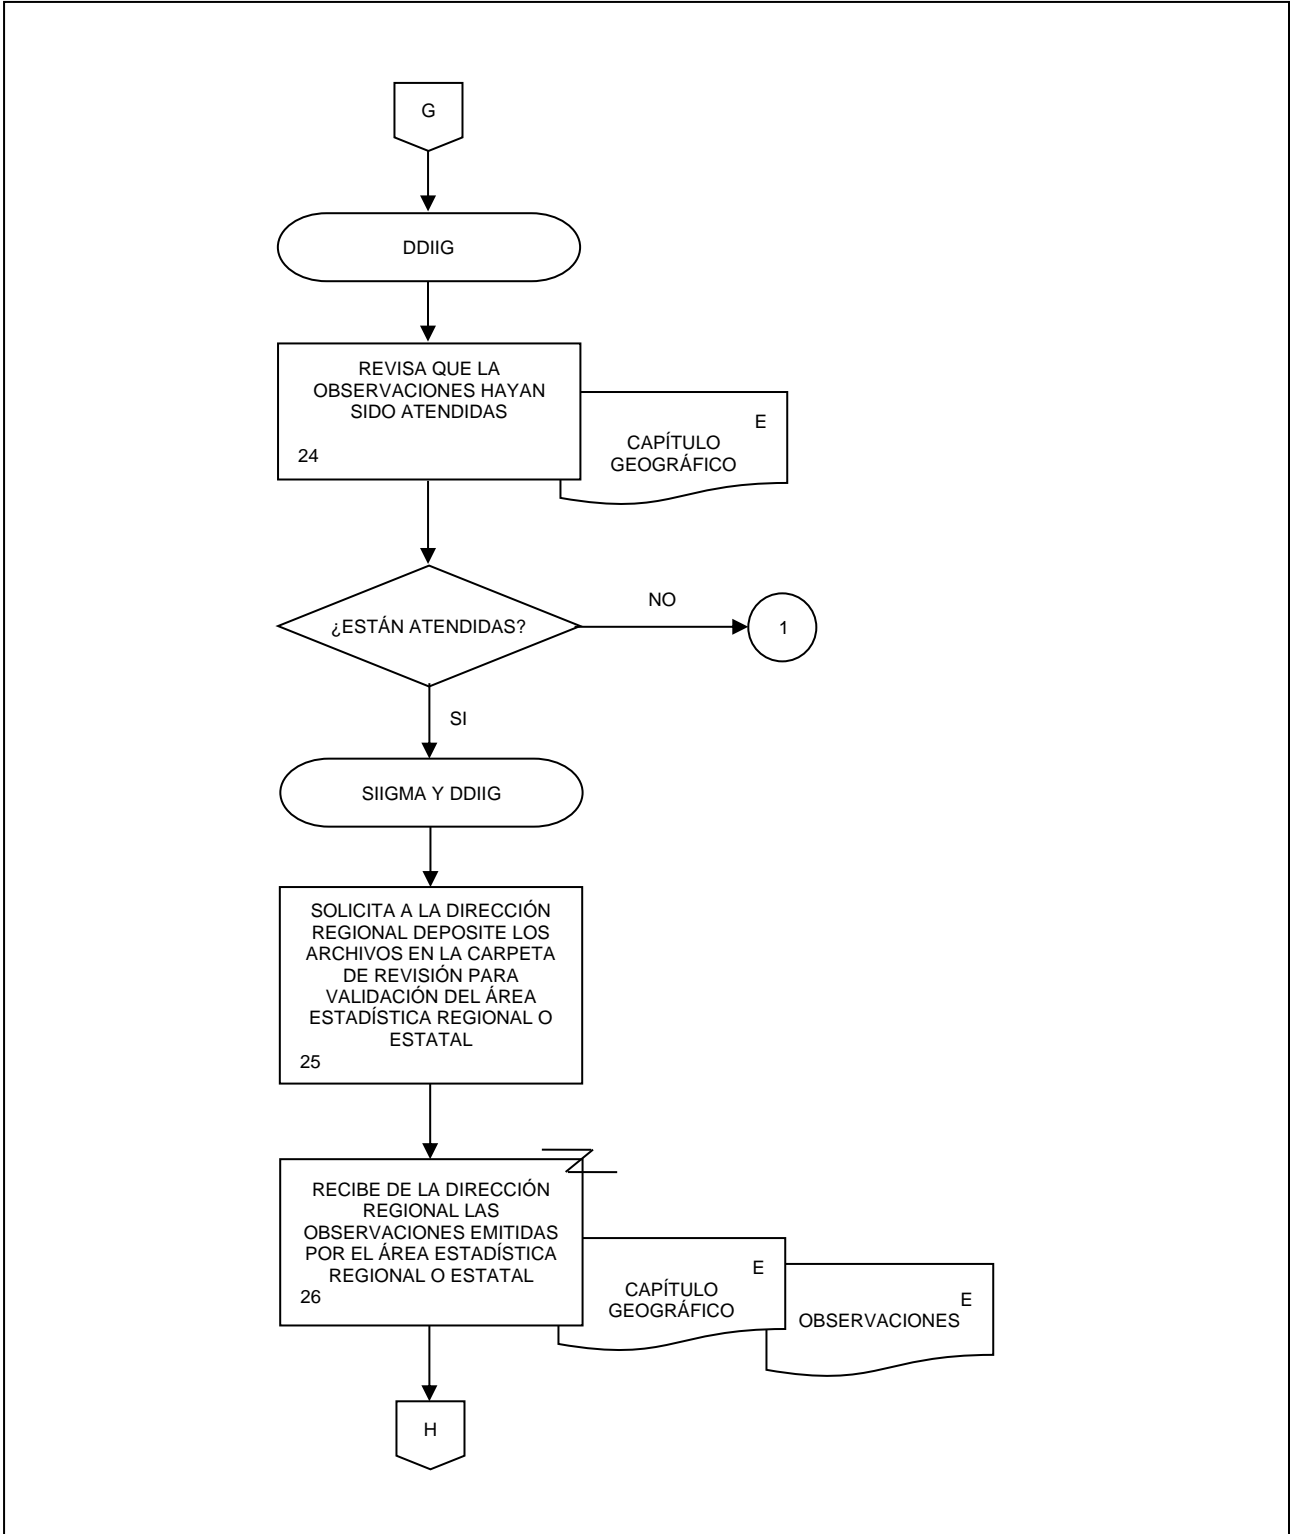 G
DDIIG
REVISA QUE LA
OBSERVACIONES HAYAN
SIDO ATENDIDAS
24
E
CAPÍTULO
GEOGRÁFICO
¿ESTÁN ATENDIDAS?
NO
1
SI
SIIGMA Y DDIIG
SOLICITA A LA DIRECCIÓN
REGIONAL DEPOSITE LOS
ARCHIVOS EN LA CARPETA
DE REVISIÓN PARA
VALIDACIÓN DEL ÁREA
ESTADÍSTICA REGIONAL O
ESTATAL
25
RECIBE DE LA DIRECCIÓN
REGIONAL LAS
OBSERVACIONES EMITIDAS
POR EL ÁREA ESTADÍSTICA
REGIONAL O ESTATAL
26
E
CAPÍTULO
GEOGRÁFICO
E
OBSERVACIONES
H